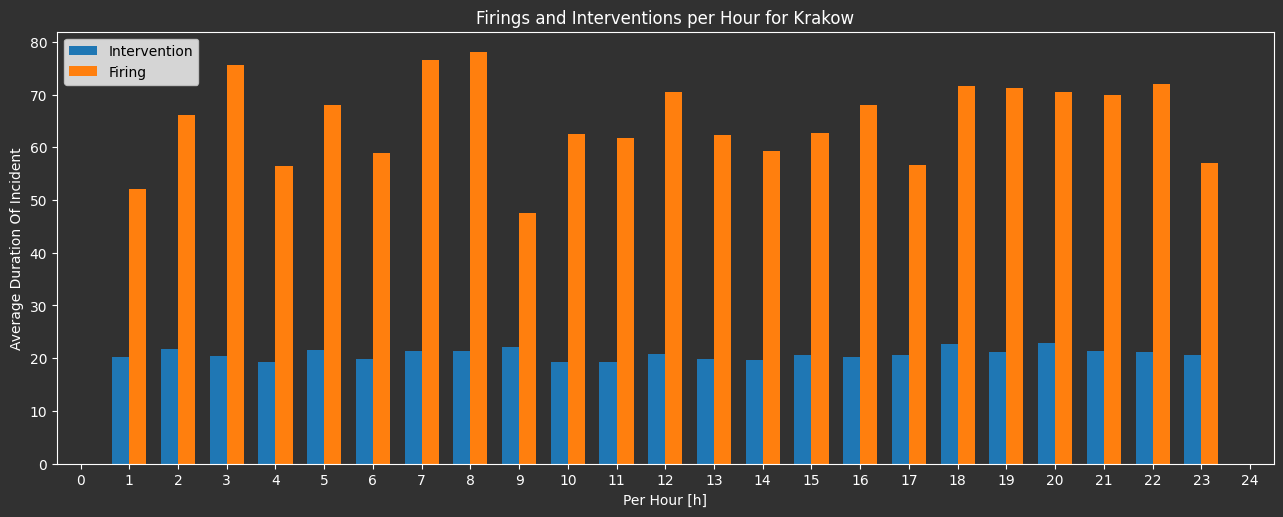 Firings and Interventions per Hour for Krakow
Intervention
Firing
Average Duration Of Incident
80
70
60
50
40
30
20
10
0
0 1 2 3 4 5 6 7 8 9 10 11 12 13 14 15 16 17 18 19 20 21 22 23 24
Per Hour [h]